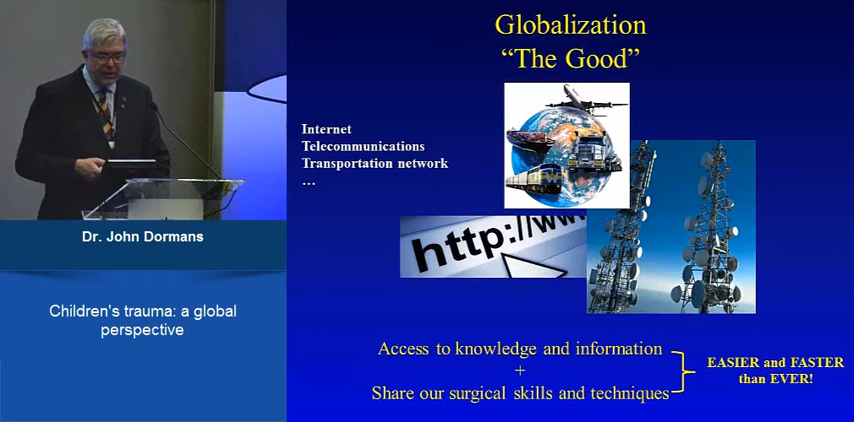 Globalization
“The Good”
Internet
Telecommunications
Transportation network
…
http://ww
Dr. John Dormans
Children's trauma: a global
perspective
Access to knowledge and information
+
Share our surgical skills and techniques
EASIER and FASTER
than EVER!